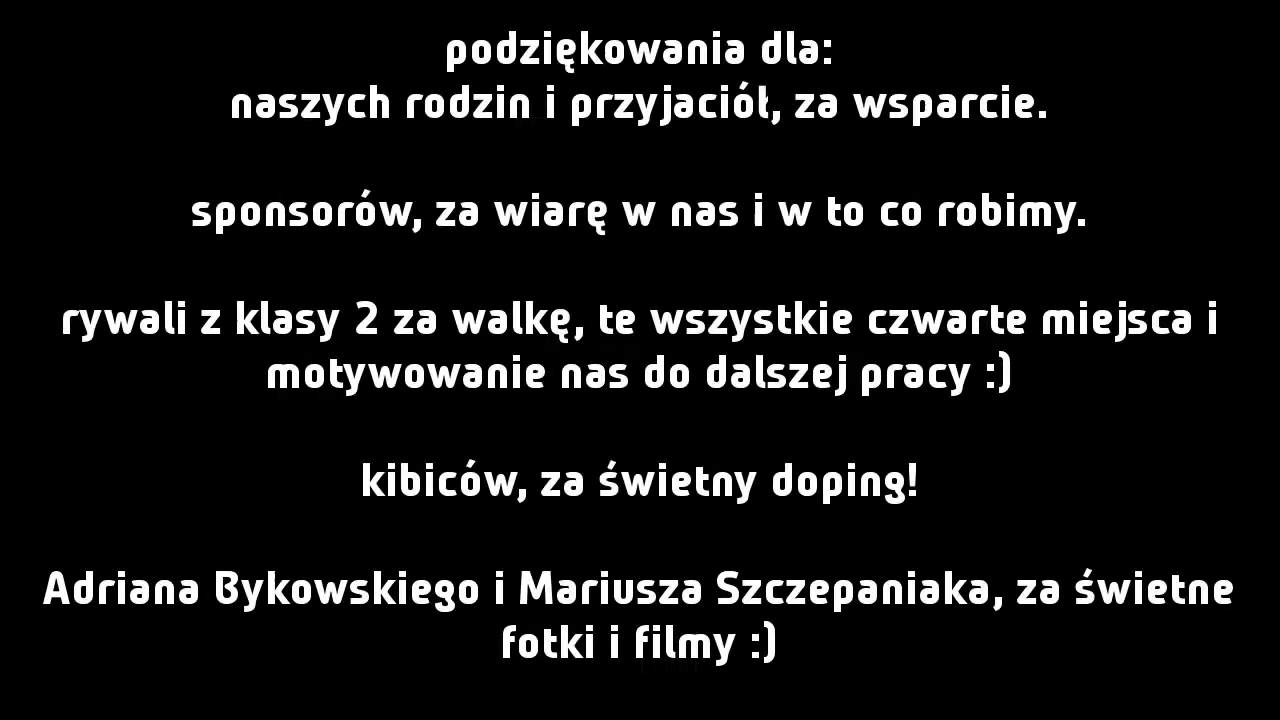 podziękowania dla:
naszych rodzin i przyjaciół, za wsparcie.
sponsorów, za wiarę w nas i w to co robimy.
rywali z klasy 2 za walkę, te wszystkie czwarte miejsca i
motywowanie nas do dalszej pracy :)
kibiców, za świetny doping!
Adriana Bykowskiego i Mariusza Szczepaniaka, za świetne
fotki i filmy :)